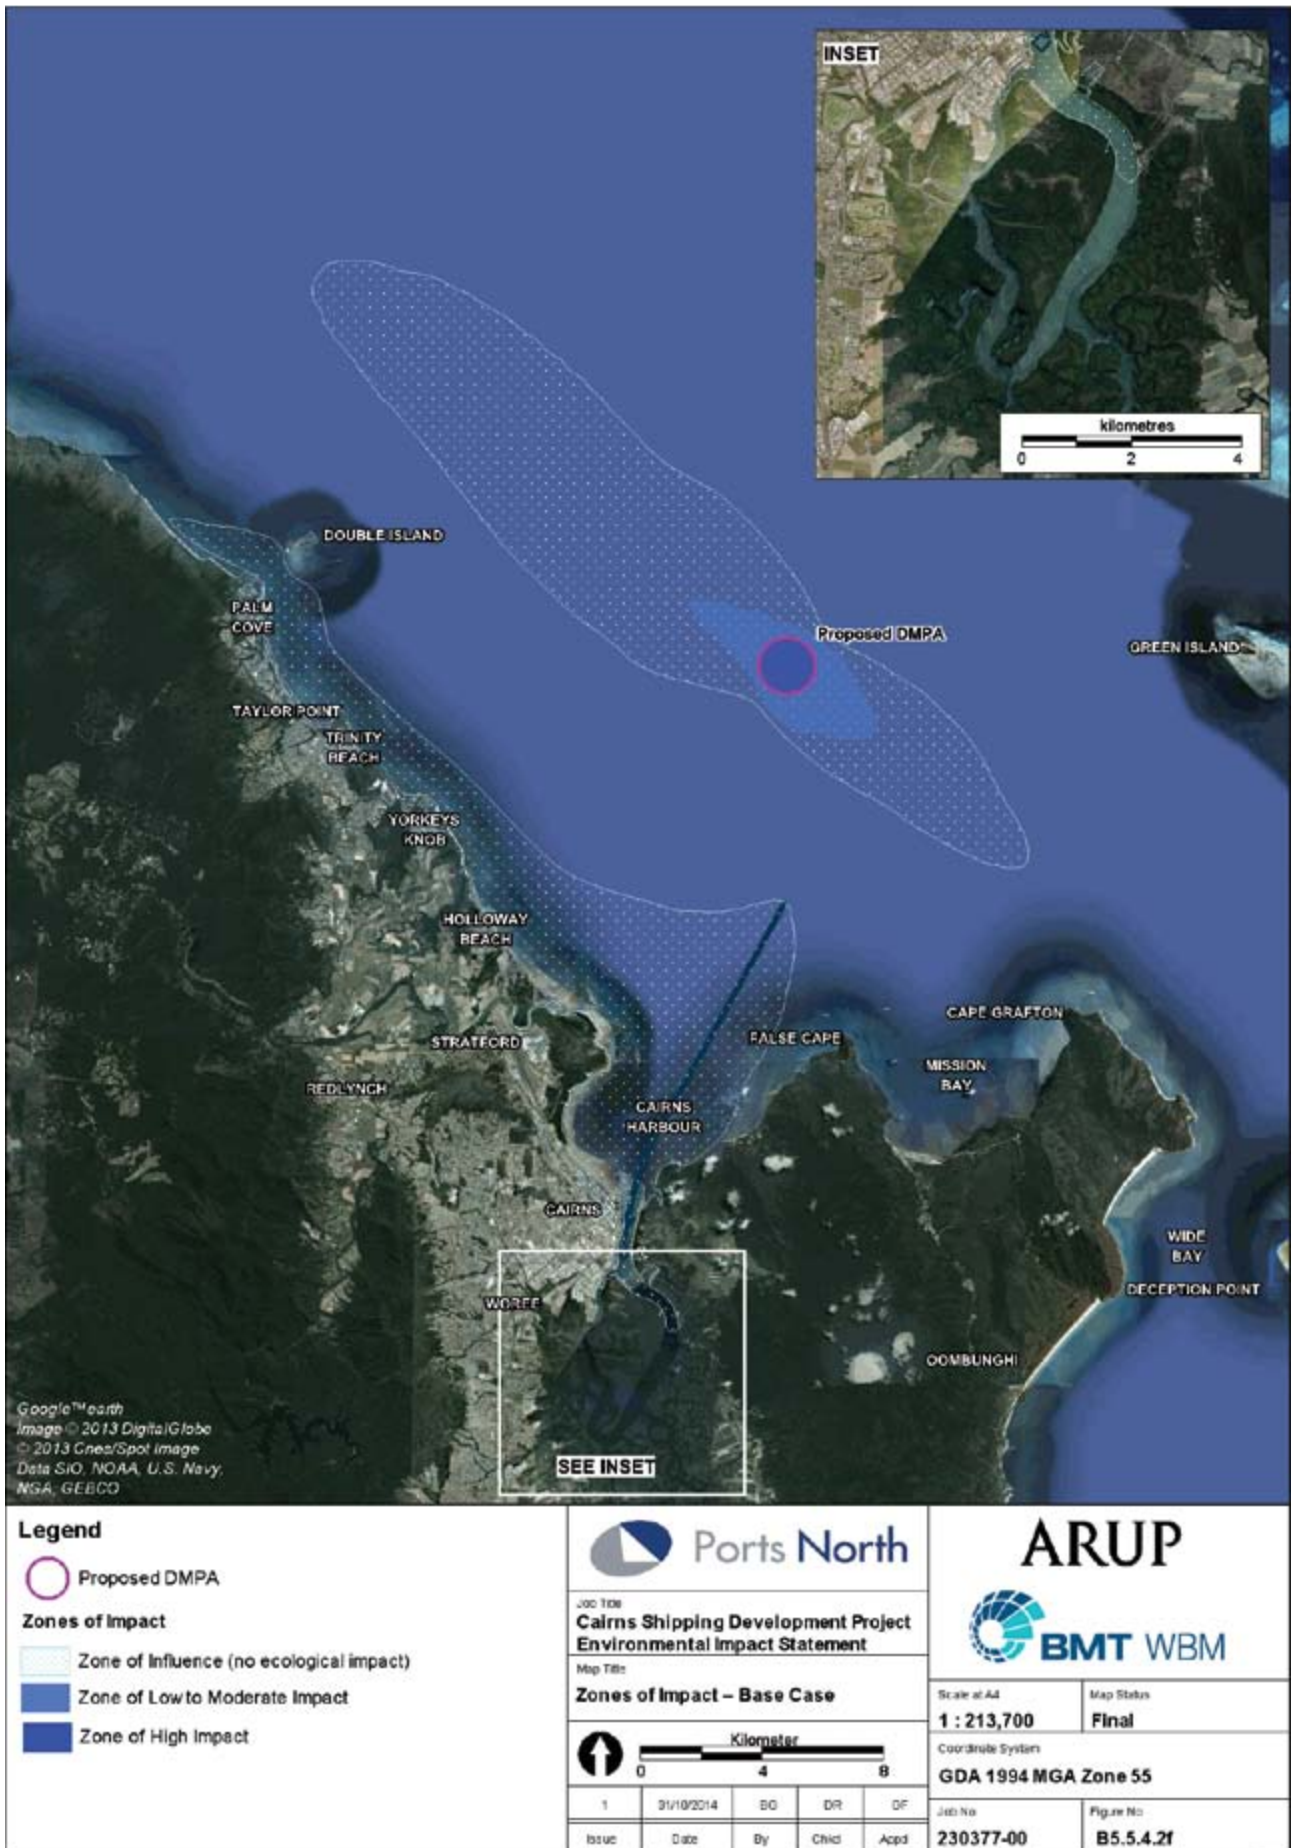 INSET
kilometres
0 2 4
DOUBLE ISLAND
PALM
COVE
Proposed DMPA
GREEN ISLAND
TAYLOR POINT
TRINITY
BEACH
YORKEYS
KNOB
HOLLOWAY
BEACH
CAPE GRAFTON
STRATFORD
FALSE CAPE
MISSION
BAY
REDLYNCH
CAIRNS
HARBOUR
CAIRNS
WIDE
BAY
DECEPTION POINT
WOREE
OOMBUNGHI
SEE INSET
Google™earth
Image © 2013 DigitalGlobe
© 2013 Cnes/Spot Image
Data SIO, NOAA, U.S. Navy,
NGA, GEBCO
Legend
Proposed DMPA
Zones of Impact
Zone of Influence (no ecological impact)
Zone of Low to Moderate Impact
Zone of High Impact
Ports North
Job Title
Cairns Shipping Development Project
Environmental Impact Statement
Map Title
Zones of Impact – Base Case
Kilometer
0 4 8
1 31/10/2014 BG DR GF
Issue Date By Chkd Appd
ARUP
BMT WBM
Scale at A4
1 : 213,700
Map Status
Final
Coordinate System
GDA 1994 MGA Zone 55
Job No
230377-00
Figure No
B5.5.4.2f